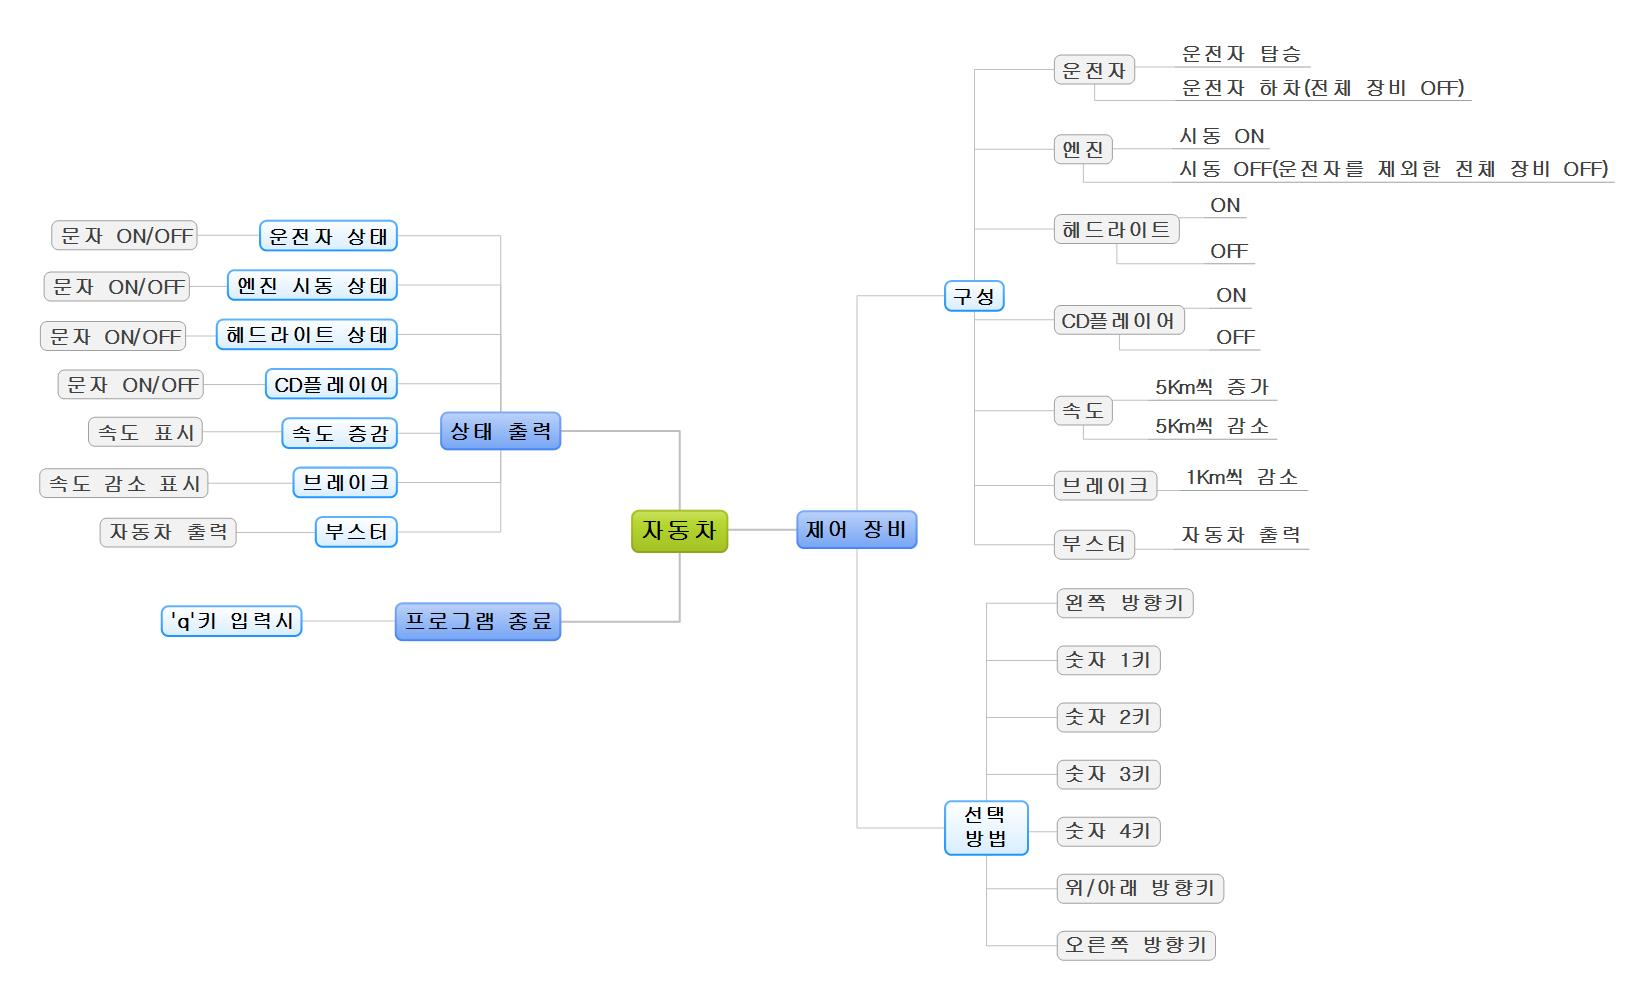 자동차
제어 장비
구성
운전자
운전자 탑승
운전자 하차(전체 장비 OFF)
엔진
시동 ON
시동 OFF(운전자를 제외한 전체 장비 OFF)
헤드라이트
ON
OFF
CD플레이어
ON
OFF
속도
5Km씩 증가
5Km씩 감소
브레이크
1Km씩 감소
부스터
자동차 출력
선택
방법
왼쪽 방향키
숫자 1키
숫자 2키
숫자 3키
숫자 4키
위/아래 방향키
오른쪽 방향키
상태 출력
운전자 상태
문자 ON/OFF
엔진 시동 상태
문자 ON/OFF
헤드라이트 상태
문자 ON/OFF
CD플레이어
문자 ON/OFF
속도 증감
속도 표시
브레이크
속도 감소 표시
부스터
자동차 출력
프로그램 종료
'q'키 입력시